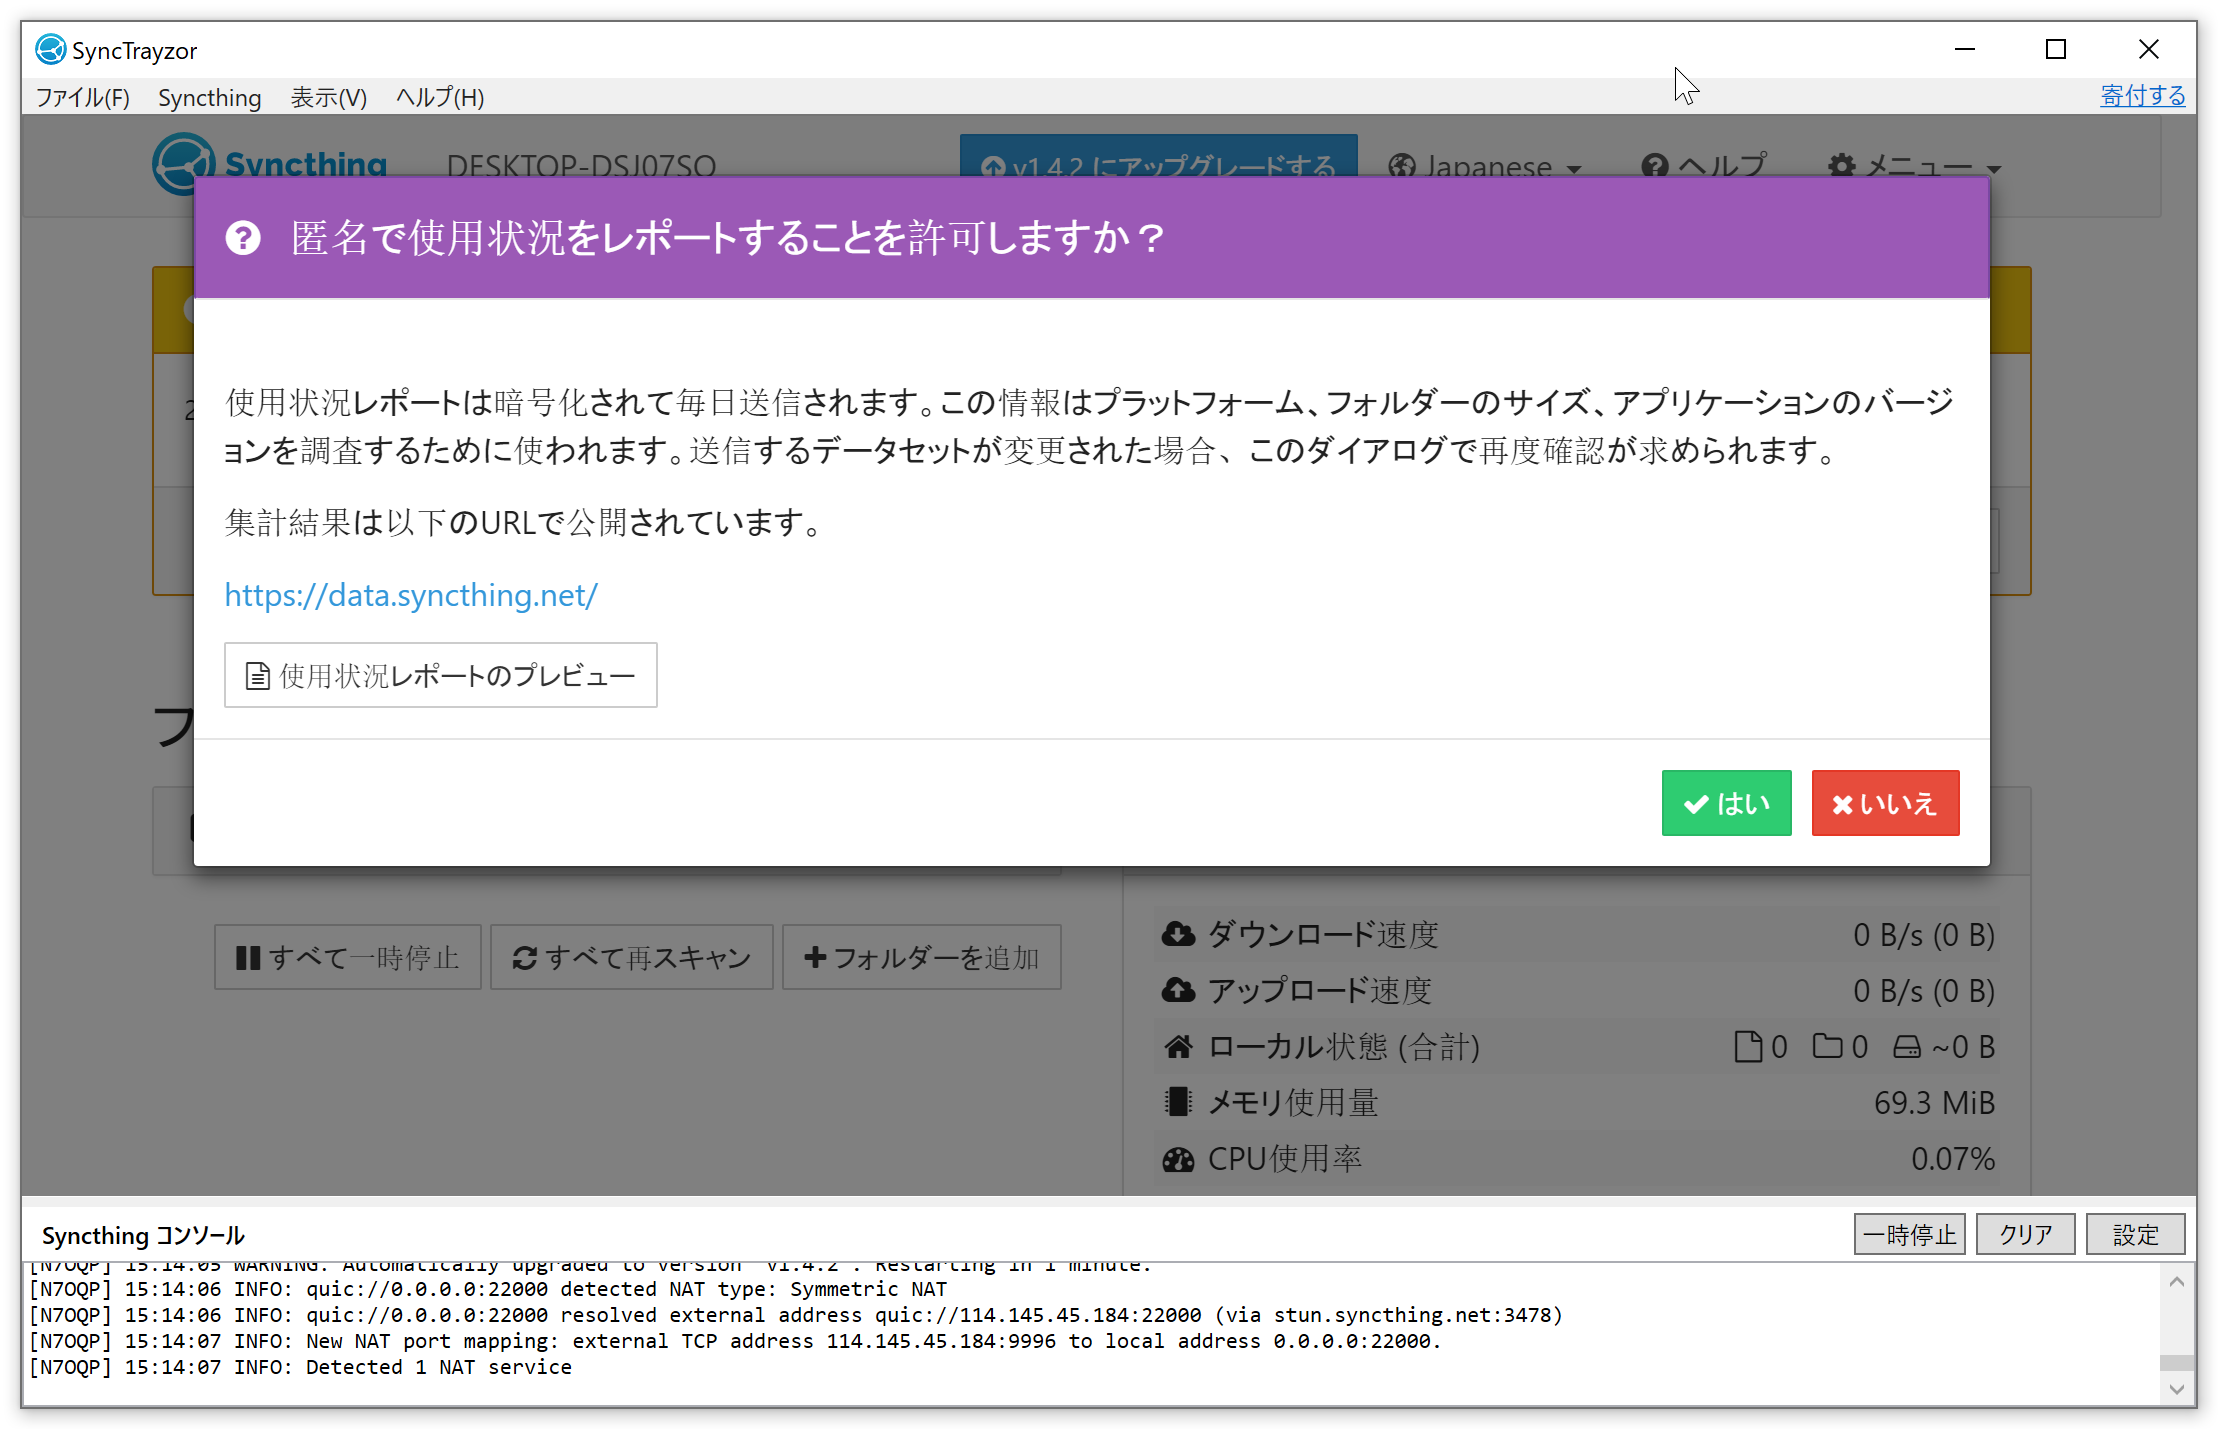 SyncTrayzor
ファイル(F) Syncthing 表示(V) ヘルプ(H) 寄付する
Syncthing DESKTOP-DSJ07SO v1.4.2 にアップグレードする Japanese ヘルプ メニュー
匿名で使用状況をレポートすることを許可しますか？
使用状況レポートは暗号化されて毎日送信されます。この情報はプラットフォーム、フォルダーのサイズ、アプリケーションのバージ
ョンを調査するために使われます。送信するデータセットが変更された場合、このダイアログで再度確認が求められます。
集計結果は以下のURLで公開されています。
https://data.syncthing.net/
使用状況レポートのプレビュー
フ
はい いいえ
すべて一時停止 すべて再スキャン フォルダーを追加
ダウンロード速度 0 B/s (0 B)
アップロード速度 0 B/s (0 B)
ローカル状態 (合計) 0 0 ~0 B
メモリ使用量 69.3 MiB
CPU使用率 0.07%
Syncthing コンソール 一時停止 クリア 設定
[N7OQP] 15:14:05 WARNING: Automatically upgraded to version "v1.4.2". Restarting in 1 minute.
[N7OQP] 15:14:06 INFO: quic://0.0.0.0:22000 detected NAT type: Symmetric NAT
[N7OQP] 15:14:06 INFO: quic://0.0.0.0:22000 resolved external address quic://114.145.45.184:22000 (via stun.syncthing.net:3478)
[N7OQP] 15:14:07 INFO: New NAT port mapping: external TCP address 114.145.45.184:9996 to local address 0.0.0.0:22000.
[N7OQP] 15:14:07 INFO: Detected 1 NAT service